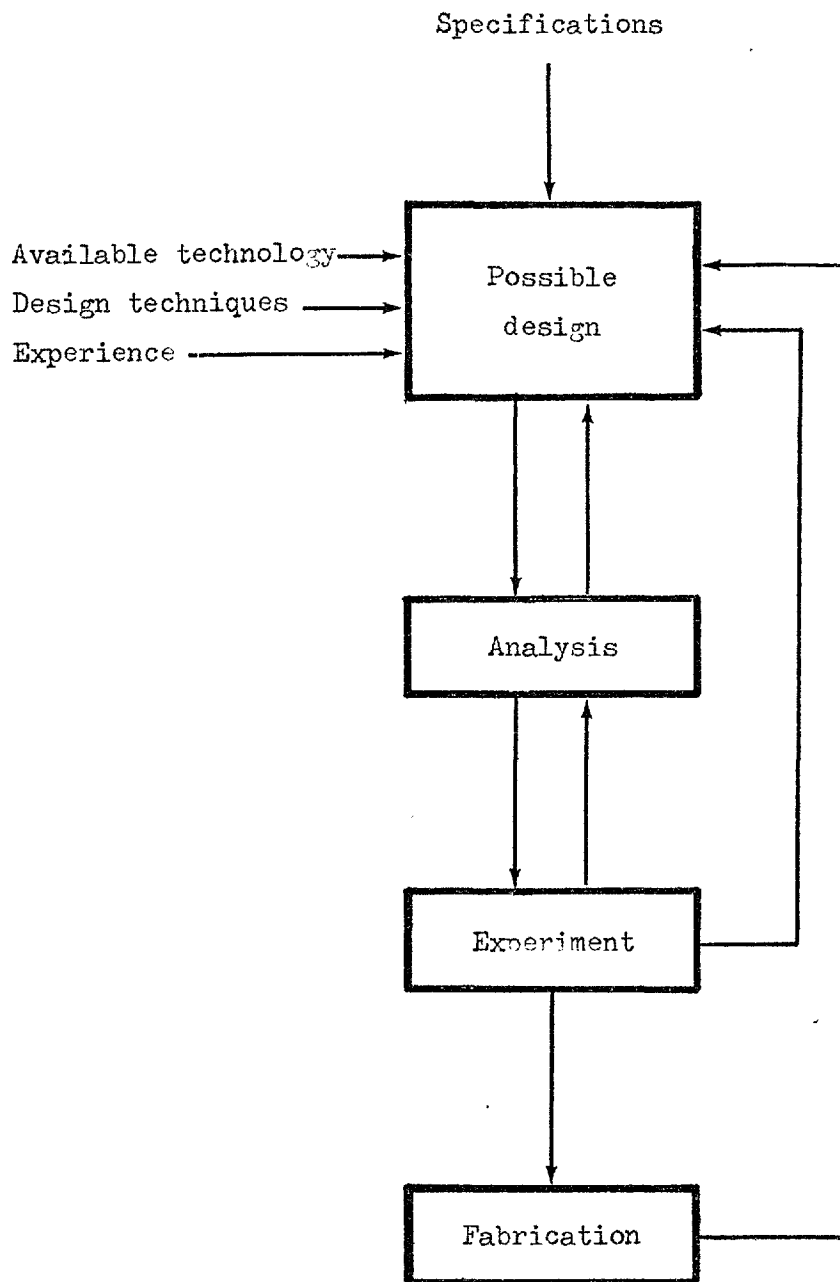 Specifications
Available technology
Design techniques
Experience
Possible
design
Analysis
Experiment
Fabrication